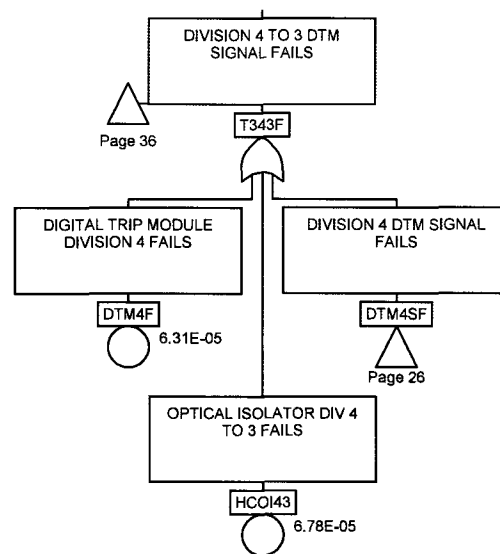 DIVISION 4 TO 3 DTM
SIGNAL FAILS
Page 36
T343F
DIGITAL TRIP MODULE
DIVISION 4 FAILS
DIVISION 4 DTM SIGNAL
FAILS
DTM4F
6.31E-05
DTM4SF
Page 26
OPTICAL ISOLATOR DIV 4
TO 3 FAILS
HCOI43
6.78E-05